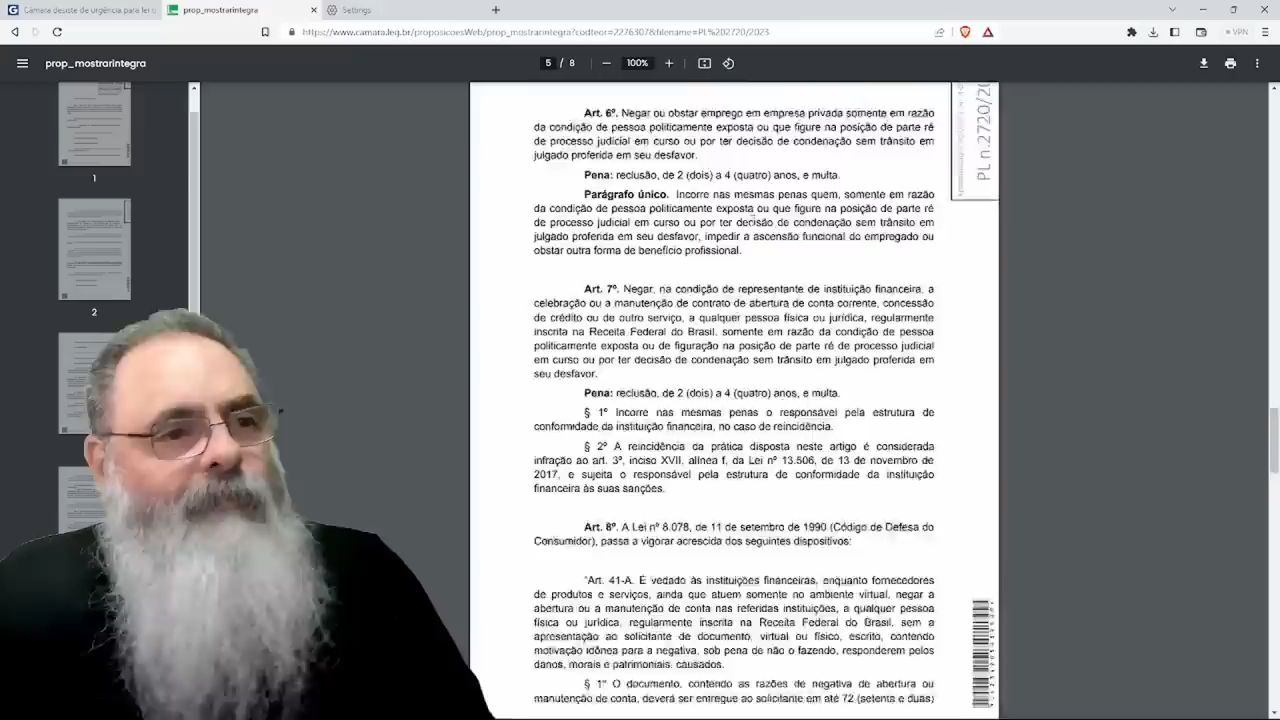 Câmara desiste de urgência para lei
prop_mostrarintegra
Settings
https://www.camara.leg.br/proposicoesWeb/prop_mostrarintegra?codteor=2276307&filename=PL%202720/2023
VPN
prop_mostrarintegra
5 / 8
100%
1
2
PL n.2720/20
Art. 6º. Negar ou obstar emprego em empresa privada somente em razão
da condição de pessoa politicamente exposta ou que figure na posição de parte ré
de processo judicial em curso ou por ter decisão de condenação sem trânsito em
julgado proferida em seu desfavor.
Pena: reclusão, de 2 (dois) a 4 (quatro) anos, e multa.
Parágrafo único. Incorre nas mesmas penas quem, somente em razão
da condição de pessoa politicamente exposta ou que figure na posição de parte ré
de processo judicial em curso ou por ter decisão de condenação sem trânsito em
julgado proferida em seu desfavor, impedir a ascensão funcional do empregado ou
obstar outra forma de benefício profissional.
Art. 7º. Negar, na condição de representante de instituição financeira, a
celebração ou a manutenção de contrato de abertura de conta corrente, concessão
de crédito ou de outro serviço, a qualquer pessoa física ou jurídica, regularmente
inscrita na Receita Federal do Brasil, somente em razão da condição de pessoa
politicamente exposta ou de figuração na posição de parte ré de processo judicial
em curso ou por ter decisão de condenação sem trânsito em julgado proferida em
seu desfavor.
Pena: reclusão, de 2 (dois) a 4 (quatro) anos, e multa.
§ 1º Incorre nas mesmas penas o responsável pela estrutura de
conformidade da instituição financeira, no caso de reincidência.
§ 2º A reincidência da prática disposta neste artigo é considerada
infração ao art. 3º, inciso XVII, alínea f, da Lei nº 13.506, de 13 de novembro de
2017, e sujeita o responsável pela estrutura de conformidade da instituição
financeira às suas sanções.
Art. 8º. A Lei nº 8.078, de 11 de setembro de 1990 (Código de Defesa do
Consumidor), passa a vigorar acrescida dos seguintes dispositivos:
"Art. 41-A. É vedado às instituições financeiras, enquanto fornecedores
de produtos e serviços, ainda que atuem somente no ambiente virtual, negar a
abertura ou a manutenção de conta nas referidas instituições, a qualquer pessoa
física ou jurídica, regularmente inscrita na Receita Federal do Brasil, sem a
apresentação ao solicitante de documento, virtual ou físico, escrito, contendo
motivação idônea para a negativa, sob pena de não o fazendo, responderem pelos
danos, morais e patrimoniais, causados.
§ 1º O documento, contendo as razões de negativa de abertura ou
manutenção de conta, deverá ser entregue ao solicitante em até 72 (setenta e duas)